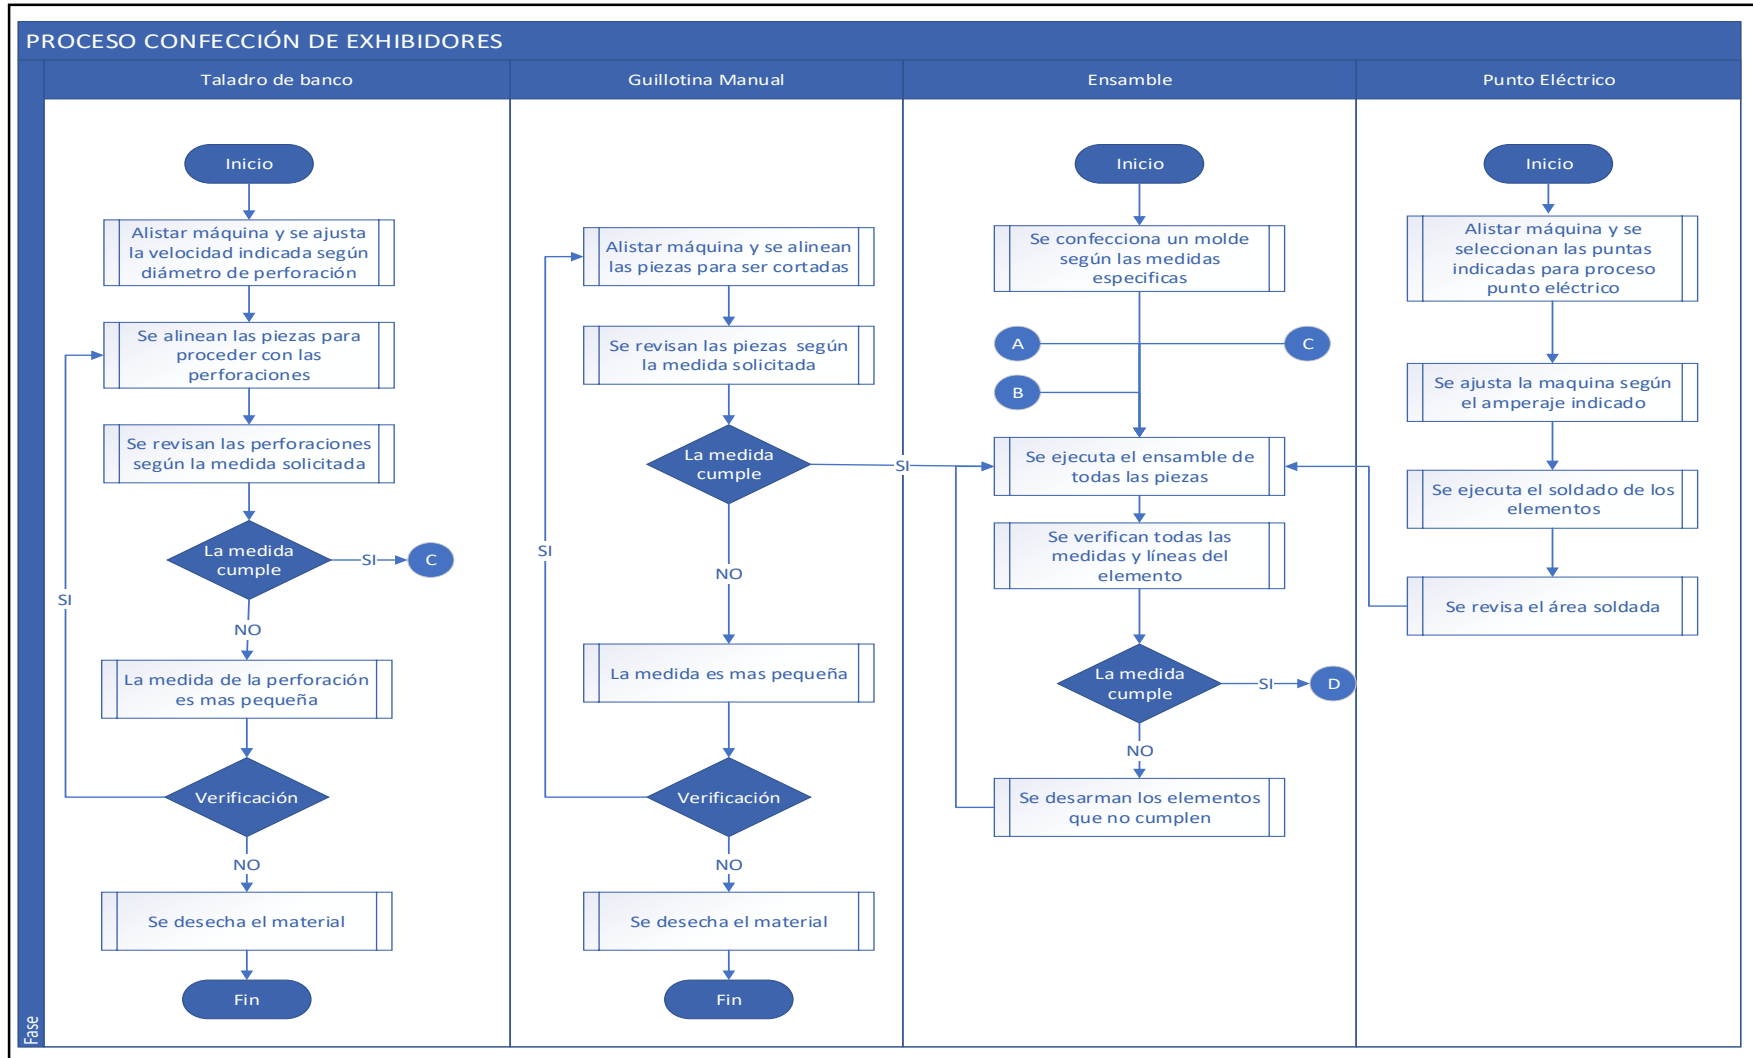 PROCESO CONFECCIÓN DE EXHIBIDORES
Fase
Taladro de banco
Inicio
Alistar máquina y se ajusta
la velocidad indicada según
diámetro de perforación
Se alinean las piezas para
proceder con las
perforaciones
Se revisan las perforaciones
según la medida solicitada
La medida
cumple
SI
C
NO
La medida de la perforación
es mas pequeña
SI
Verificación
NO
Se desecha el material
Fin
Guillotina Manual
Alistar máquina y se alinean
las piezas para ser cortadas
Se revisan las piezas según
la medida solicitada
La medida
cumple
SI
NO
SI
La medida es mas pequeña
Verificación
NO
Se desecha el material
Fin
Ensamble
Inicio
Se confecciona un molde
según las medidas
especificas
A
C
B
Se ejecuta el ensamble de
todas las piezas
Se verifican todas las
medidas y líneas del
elemento
La medida
cumple
SI
D
NO
Se desarman los elementos
que no cumplen
Punto Eléctrico
Inicio
Alistar máquina y se
seleccionan las puntas
indicadas para proceso
punto eléctrico
Se ajusta la maquina según
el amperaje indicado
Se ejecuta el soldado de los
elementos
Se revisa el área soldada